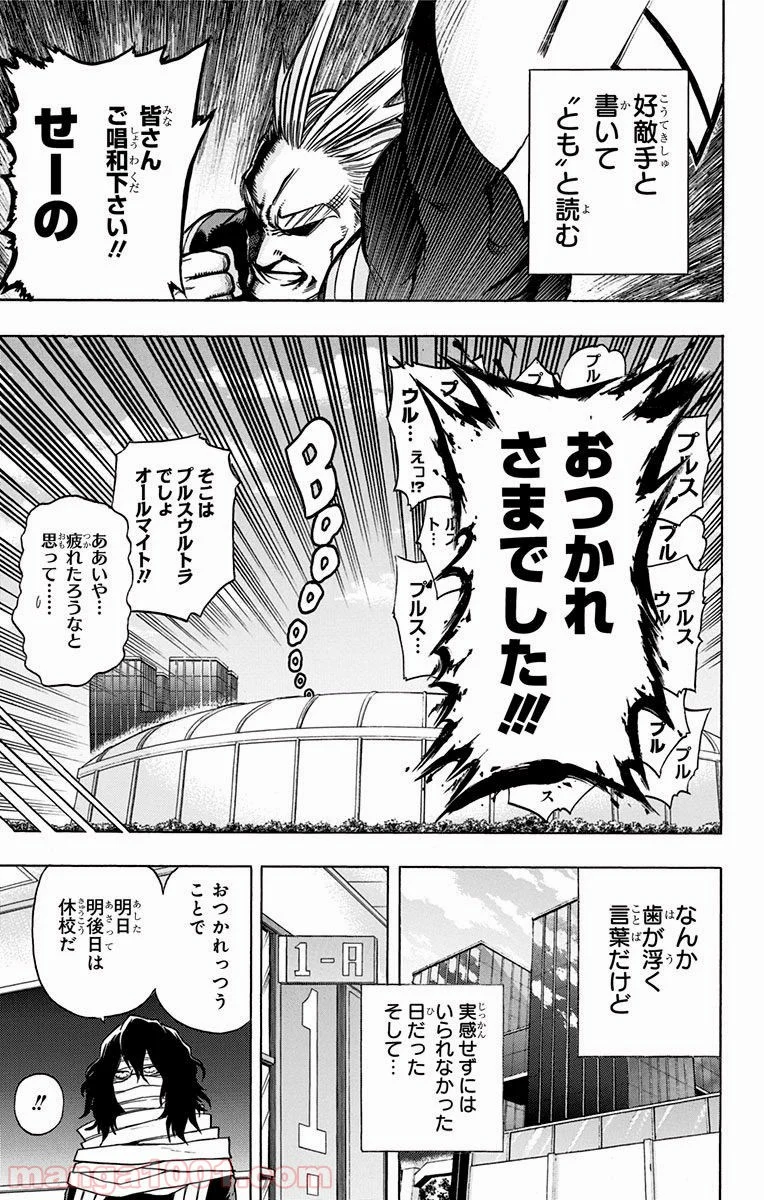 好敵手と
書いて
〝とも〟と読む
皆さん
ご唱和下さい!!
せーの
プル
プ
プ
ウル…
えコ!?
プルス
プル
ルス
ト…
プルス
ウル
プルス…
プル
プル
ス
おつかれ
さまでした!!!
BOOOOOOO
そこは
プルスウルトラ
でしょ
オールマイト!!
ああいや…
疲れたろうなと
思って……
なんか
歯が浮く
言葉だけど
実感せずには
いられなかった
日だった
そして…
1-A
1
おつかれっつう
ことで
明日
明後日は
休校だ
!!
manga1001.com